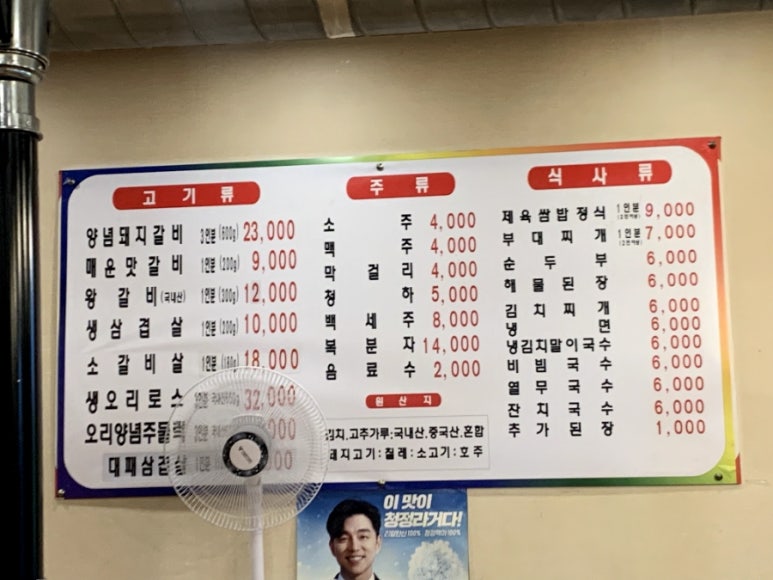 고기류
양념돼지갈비 3인분(600g) 23,000
매운맛갈비 1인분(200g) 9,000
왕갈비(국내산) 1인분(300g) 12,000
생삼겹살 1인분(200g) 10,000
소갈비살 1인분(180g) 18,000
생오리로스 32,000
오리양념주물럭
대패삼겹살
주류
소주 4,000
맥주 4,000
막걸리 4,000
청하 5,000
백세주 8,000
복분자 14,000
음료수 2,000
원산지
김치,고추가루:국내산,중국산,혼합
돼지고기:칠레:소고기:호주
식사류
제육쌈밥정식 1인분 9,000
부대찌개 1인분 7,000
순두부 6,000
해물된장 6,000
김치찌개 6,000
냉면 6,000
냉김치말이국수 6,000
비빔국수 6,000
열무국수 6,000
잔치국수 6,000
추가된장 1,000
이 맛이
청정라거다!